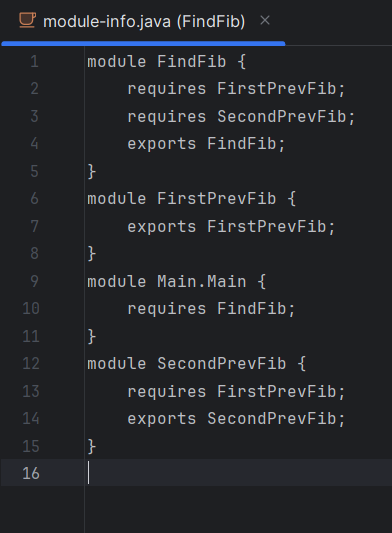 module-info.java (FindFib)
1 module FindFib {
2     requires FirstPrevFib;
3     requires SecondPrevFib;
4     exports FindFib;
5 }
6 module FirstPrevFib {
7     exports FirstPrevFib;
8 }
9 module Main.Main {
10     requires FindFib;
11 }
12 module SecondPrevFib {
13     requires FirstPrevFib;
14     exports SecondPrevFib;
15 }
16